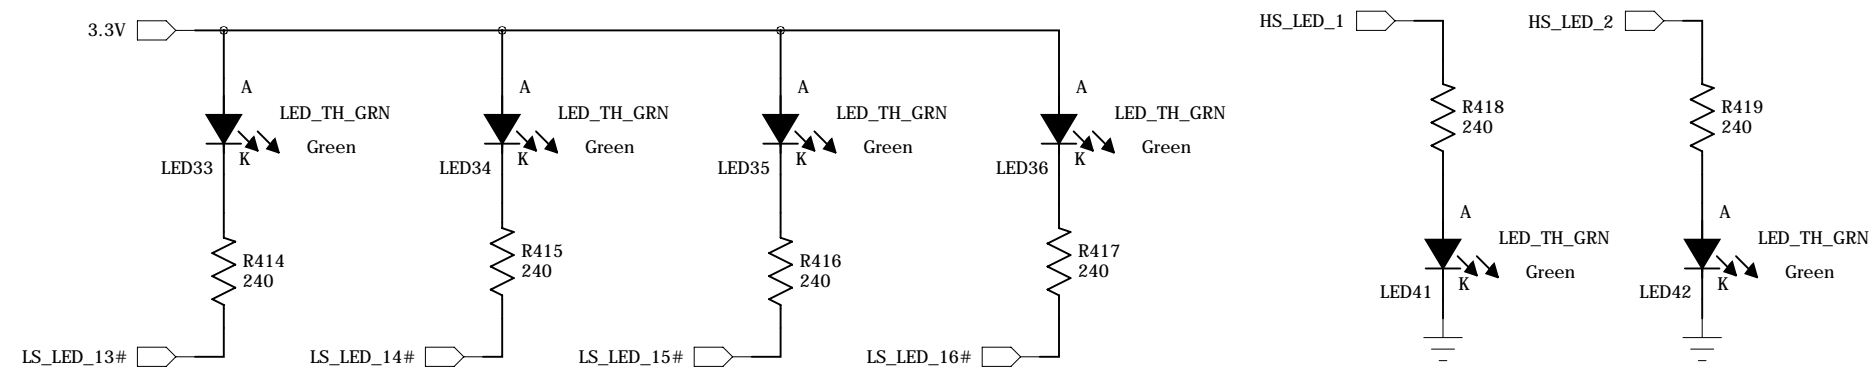 3.3V
A
LED_TH_GRN
Green
K
LED33
R414
240
LS_LED_13#
A
LED_TH_GRN
Green
K
LED34
R415
240
LS_LED_14#
A
LED_TH_GRN
Green
K
LED35
R416
240
LS_LED_15#
A
LED_TH_GRN
Green
K
LED36
R417
240
LS_LED_16#
HS_LED_1
R418
240
A
LED_TH_GRN
Green
K
LED41
HS_LED_2
R419
240
A
LED_TH_GRN
Green
K
LED42